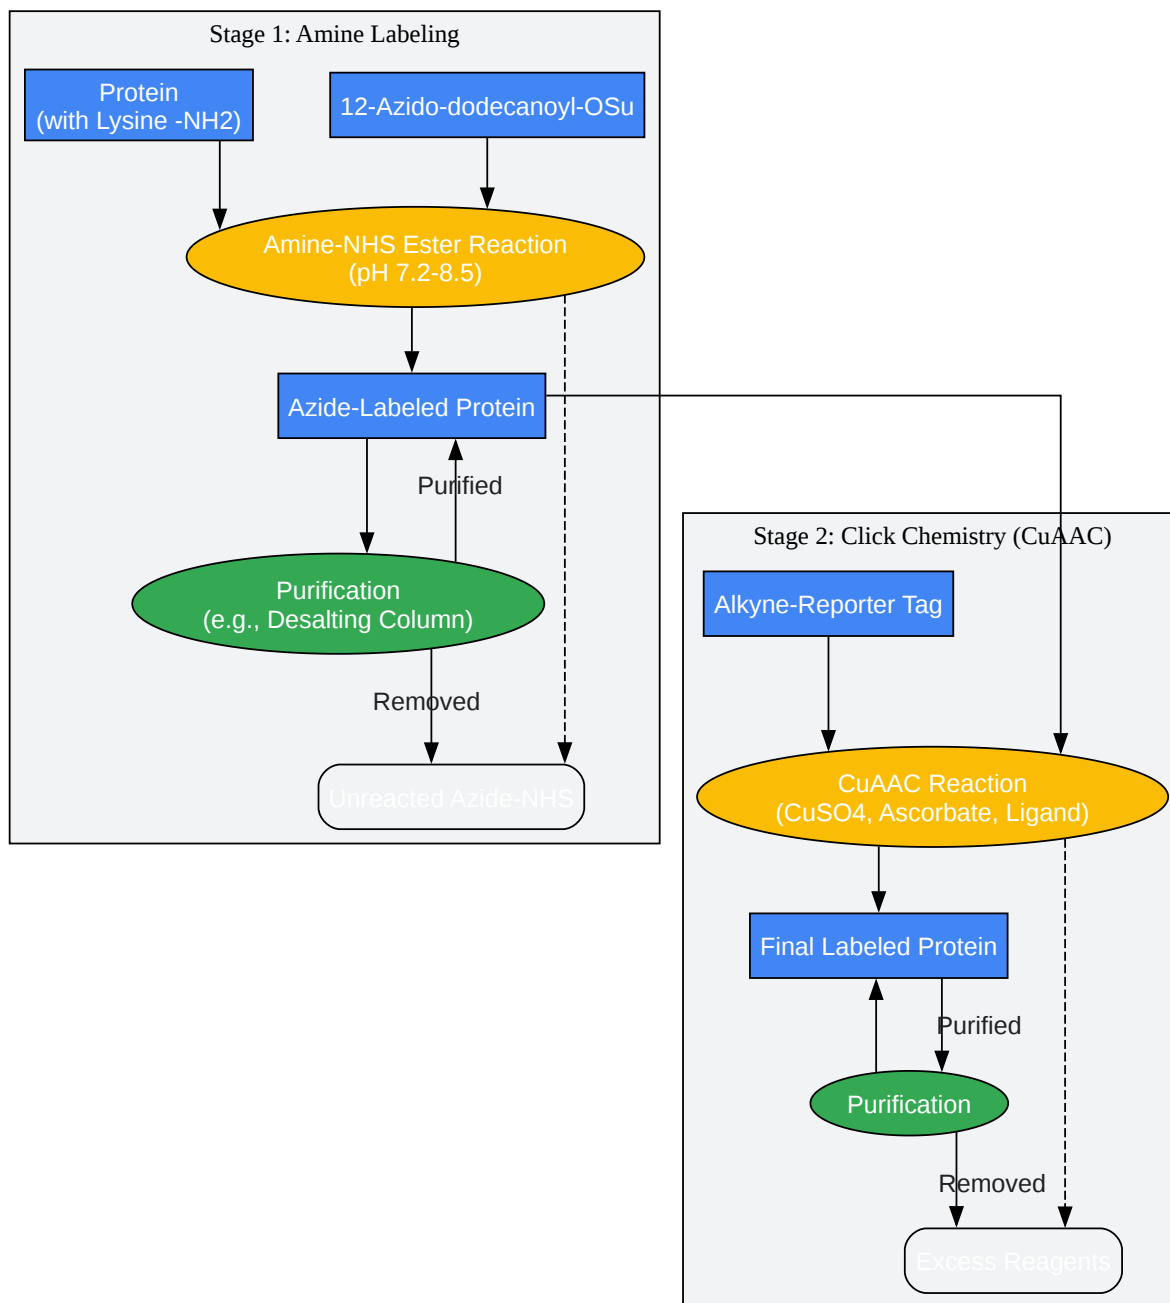 Stage 1: Amine Labeling
Protein
(with Lysine -NH2)
12-Azido-dodecanoyl-OSu
Amine-NHS Ester Reaction
(pH 7.2-8.5)
Azide-Labeled Protein
Purified
Purification
(e.g., Desalting Column)
Removed
Unreacted Azide-NHS
Stage 2: Click Chemistry (CuAAC)
Alkyne-Reporter Tag
CuAAC Reaction
(CuSO4, Ascorbate, Ligand)
Final Labeled Protein
Purified
Purification
Removed
Excess Reagents